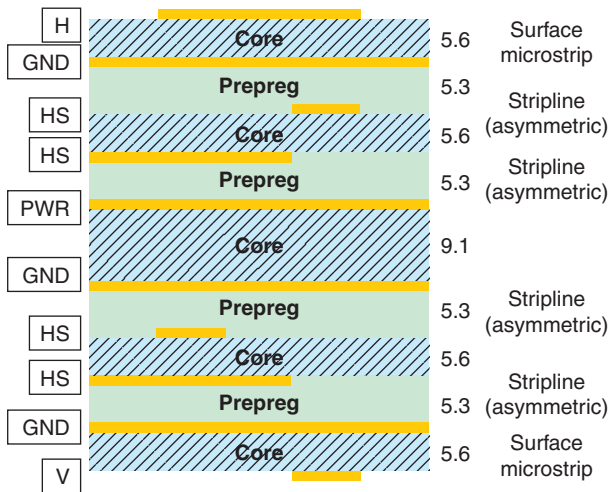 H
Core
5.6
Surface
microstrip
GND
Prepreg
5.3
Stripline
(asymmetric)
HS
Core
5.6
HS
Prepreg
5.3
Stripline
(asymmetric)
PWR
Core
9.1
GND
Prepreg
5.3
Stripline
(asymmetric)
HS
Core
5.6
HS
Prepreg
5.3
Stripline
(asymmetric)
GND
Core
5.6
Surface
microstrip
V